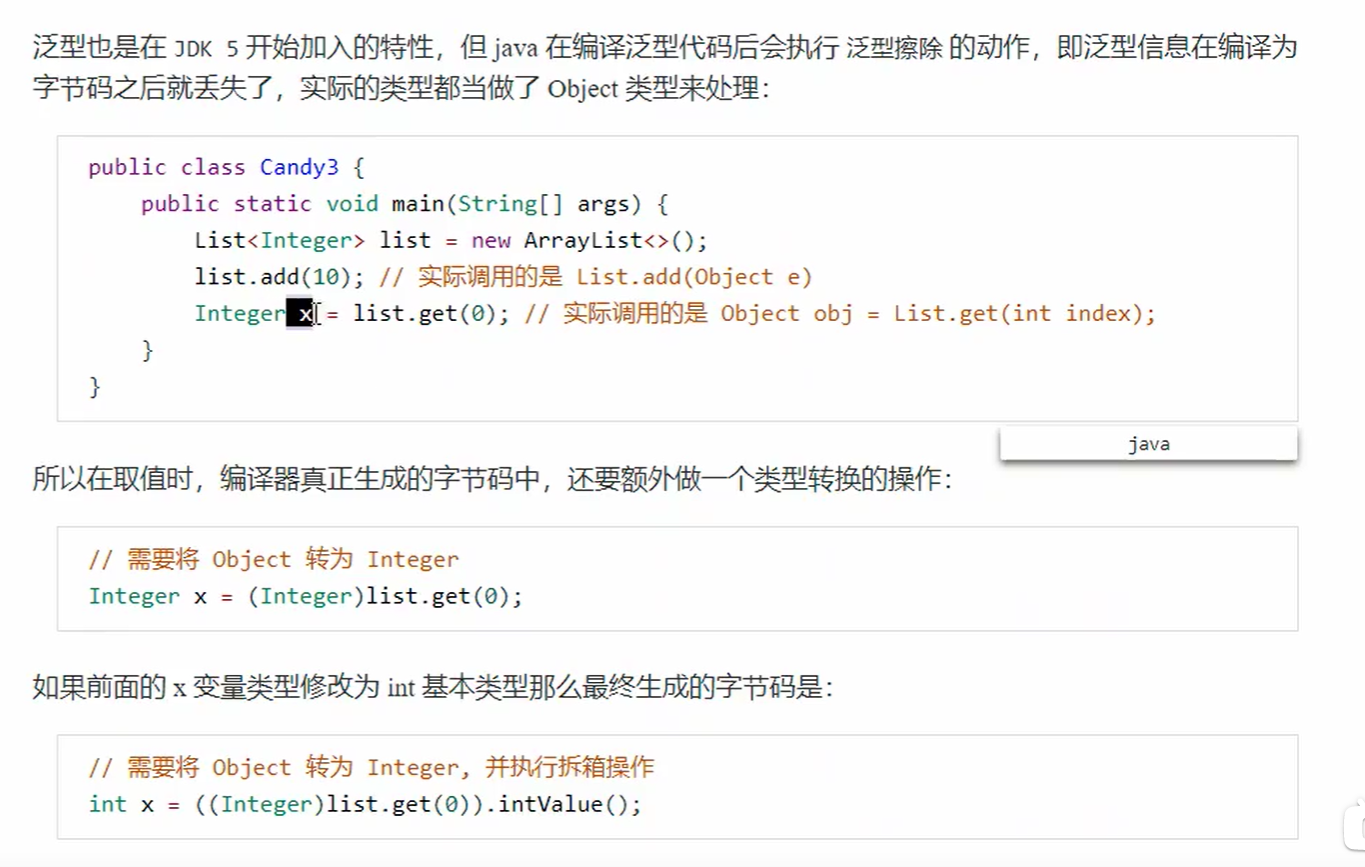 泛型也是在 JDK 5 开始加入的特性，但 java 在编译泛型代码后会执行 泛型擦除 的动作，即泛型信息在编译为
字节码之后就丢失了，实际的类型都当做了 Object 类型来处理：
public class Candy3 {
    public static void main(String[] args) {
        List<Integer> list = new ArrayList<>();
        list.add(10); // 实际调用的是 List.add(Object e)
        Integer x = list.get(0); // 实际调用的是 Object obj = List.get(int index);
    }
}
java
所以在取值时，编译器真正生成的字节码中，还要额外做一个类型转换的操作：
// 需要将 Object 转为 Integer
Integer x = (Integer)list.get(0);
如果前面的 x 变量类型修改为 int 基本类型那么最终生成的字节码是：
// 需要将 Object 转为 Integer, 并执行拆箱操作
int x = ((Integer)list.get(0)).intValue();